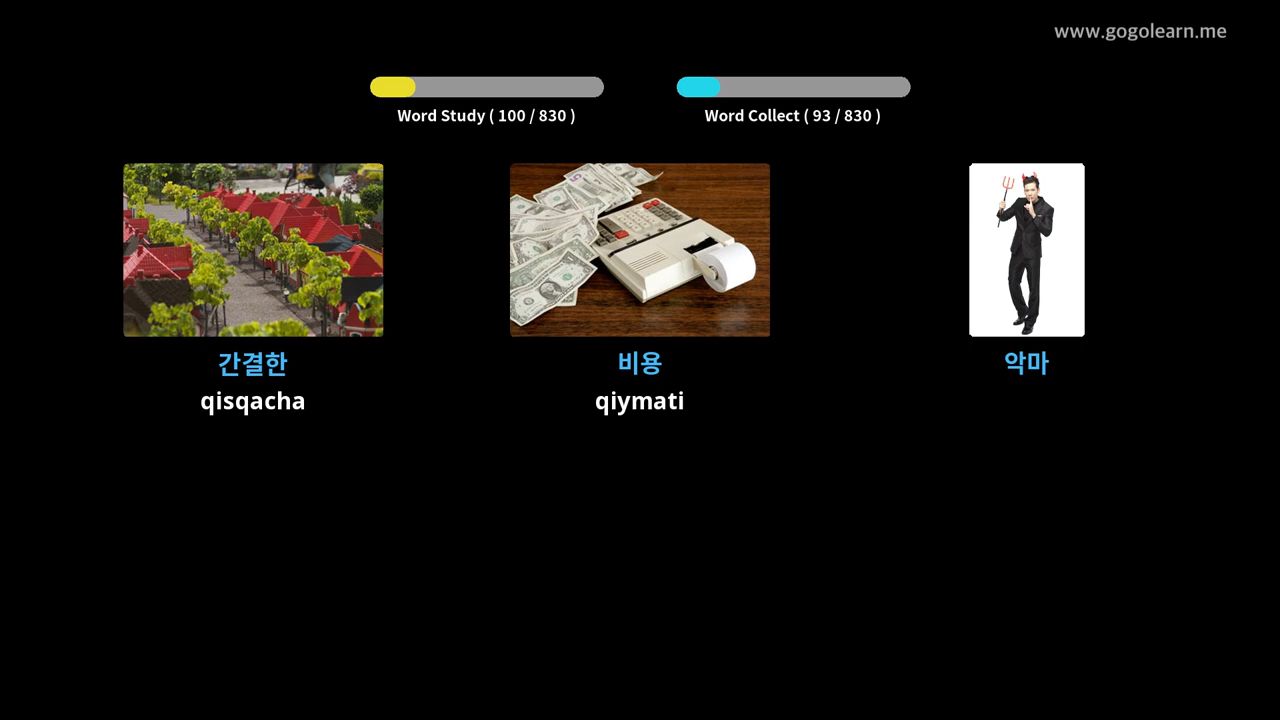 www.gogolearn.me
Word Study ( 100 / 830 )
Word Collect ( 93 / 830 )
간결한
비용
악마
qisqacha
qiymati